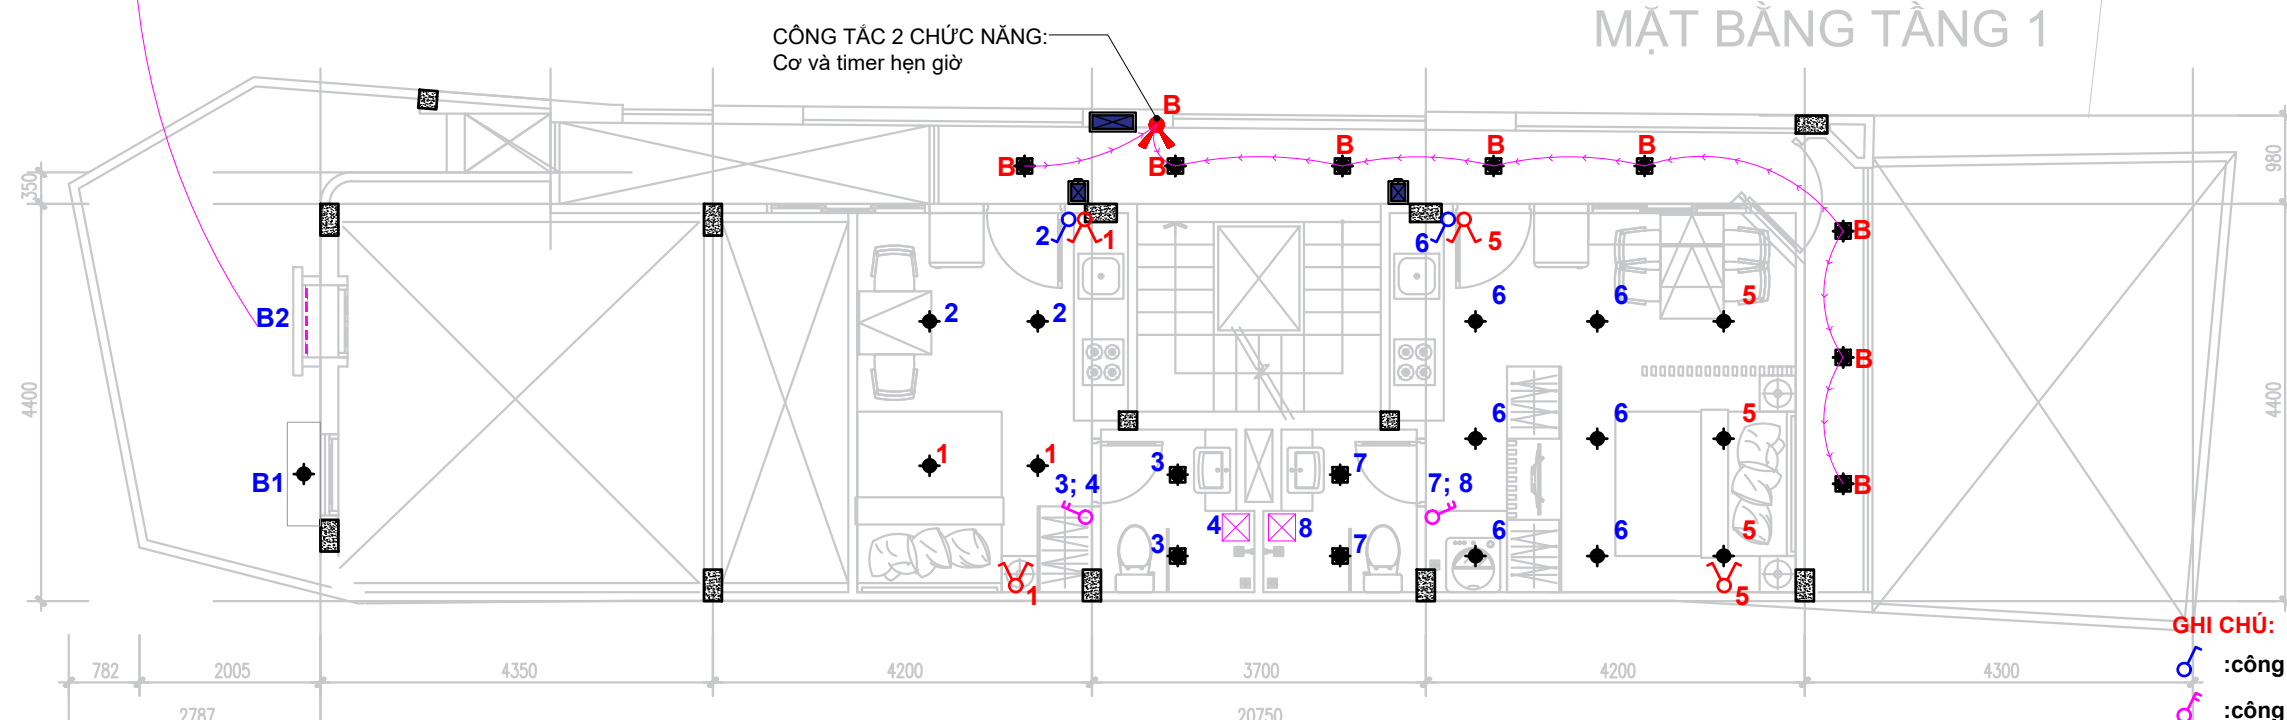 MẶT BẰNG TẦNG 1
CÔNG TẮC 2 CHỨC NĂNG:
Cơ và timer hẹn giờ
B
B B B B B B
350
980
2 1 6 5
B
B2
2 2
6 6 5
B
4400
4400
6 6 5
1 1
B1
3; 4
3
7
7; 8
B
4 8
3 7
6 6 5
1
5
GHI CHÚ:
:công
782 2005 4350 4200 3700 4200 4300
:công
2787
20750